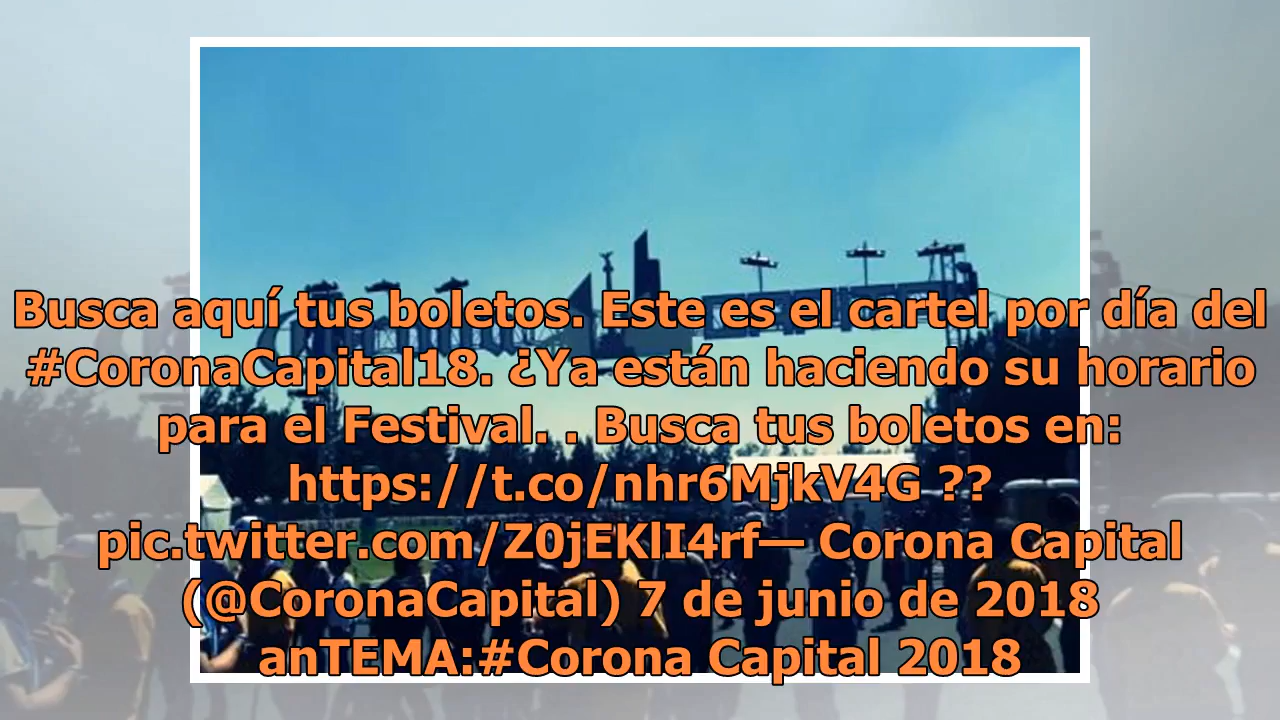 Busca aquí tus boletos. Este es el cartel por día del
#CoronaCapital18. ¿Ya están haciendo su horario
para el Festival. . Busca tus boletos en:
https://t.co/nhr6MjkV4G ??
pic.twitter.com/Z0jEKlI4rf— Corona Capital
(@CoronaCapital) 7 de junio de 2018
anTEMA:#Corona Capital 2018